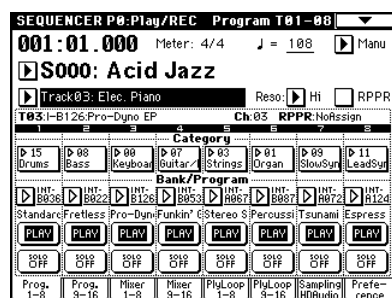 SEQUENCER P0:Play/REC Program T01-08
001:01.000 Meter: 4/4 ♩ = 108 Manu
S000: Acid Jazz
Track03: Elec. Piano Reso: Hi RPPR
T03:I-B126:Pro-Dyno EP Ch:03 RPPR:NoAssign
1 2 3 4 5 6 7 8
Category
15 08 00 07 03 01 09 11
Drums Bass Keyboar Guitar/ Strings Organ SlowSyn LeadSyn
Bank/Program
INT- INT- INT- INT- INT- INT- INT- INT-
B036 B022 B126 B053 A067 B087 A072 A124
Standarc Fretless Pro-Dyn Funkin' Stereo S Percussi Tsunami Espress
PLAY PLAY PLAY PLAY PLAY PLAY PLAY PLAY
SOLO SOLO SOLO SOLO SOLO SOLO SOLO SOLO
OFF OFF OFF OFF OFF OFF OFF OFF
Prog. Prog. Mixer Mixer PlyLoop PlyLoop Sampling Prefe-
1-8 9-16 1-8 9-16 1-8 9-16 HDAudio rence